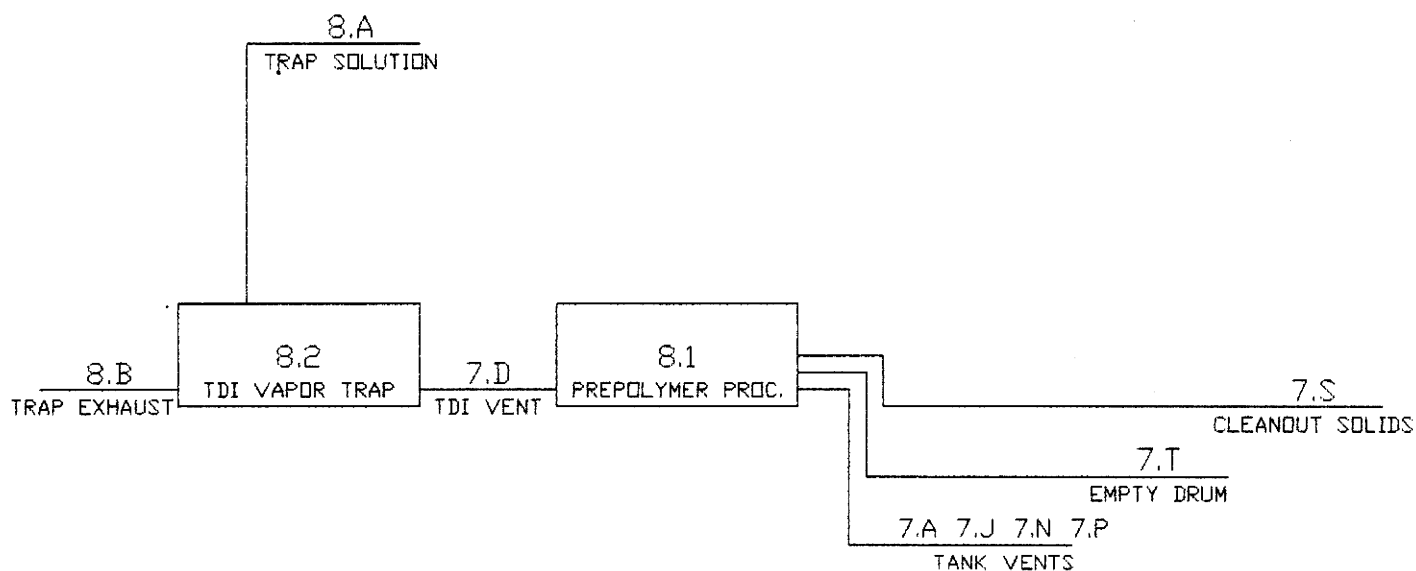 8.A
TRAP SOLUTION
8.B
TRAP EXHAUST
8.2
TDI VAPOR TRAP
7.D
TDI VENT
8.1
PREPOLYMER PROC.
7.S
CLEANOUT SOLIDS
7.T
EMPTY DRUM
7.A 7.J 7.N 7.P
TANK VENTS